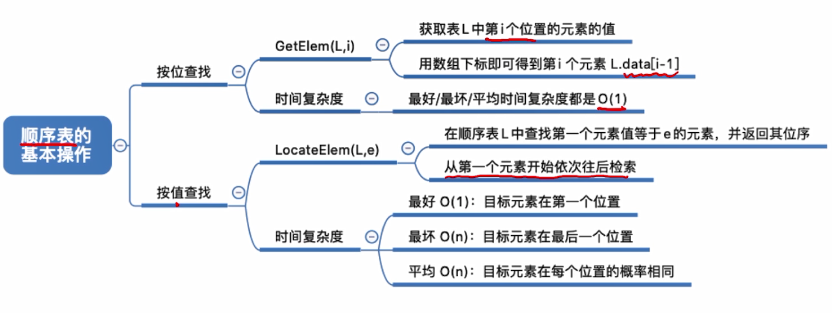 顺序表的
基本操作
按位查找
GetElem(L,i)
获取表L中第i个位置的元素的值
用数组下标即可得到第i个元素 L.data[i-1]
时间复杂度
最好/最坏/平均时间复杂度都是 O(1)
按值查找
LocateElem(L,e)
在顺序表L中查找第一个元素值等于e的元素，并返回其位序
从第一个元素开始依次往后检索
时间复杂度
最好 O(1)：目标元素在第一个位置
最坏 O(n)：目标元素在最后一个位置
平均 O(n)：目标元素在每个位置的概率相同